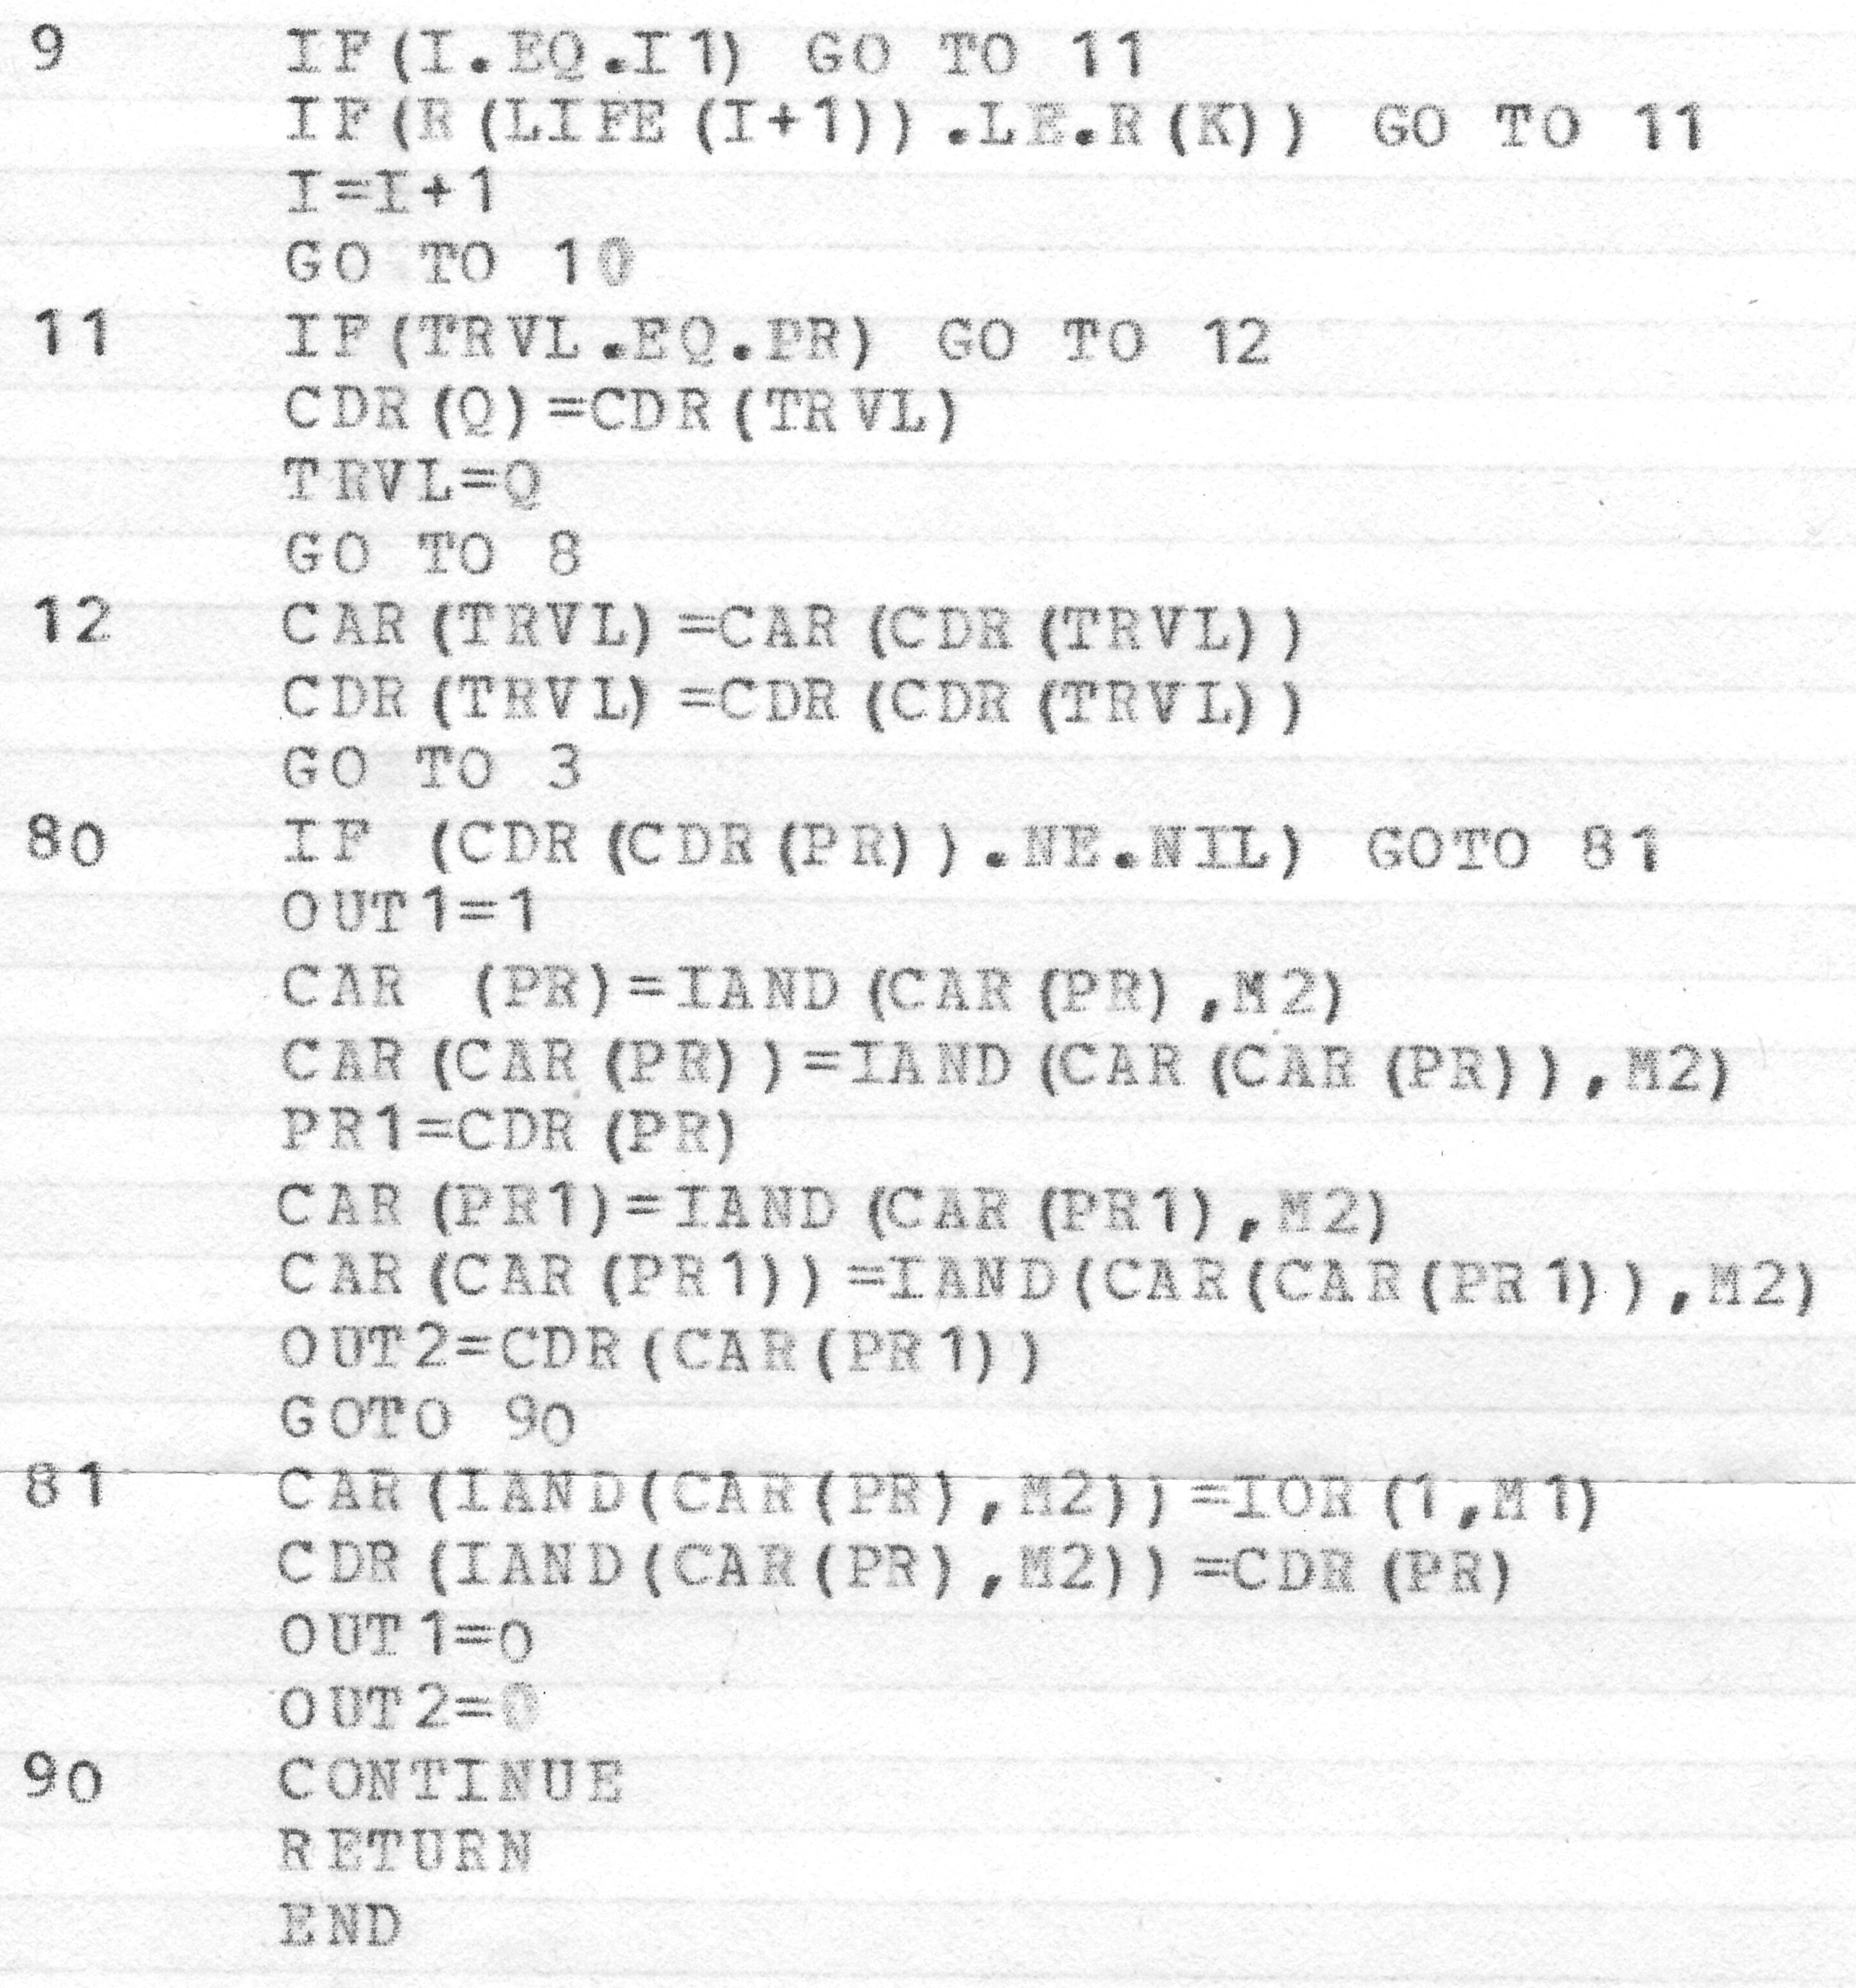 9 IF(I.EQ.I1) GO TO 11
IF(R(LIFE(I+1)).LE.R(K)) GO TO 11
I=I+1
GO TO 10
11 IF(TRVL.EQ.PR) GO TO 12
CDR(Q)=CDR(TRVL)
TRVL=Q
GO TO 8
12 CAR(TRVL)=CAR(CDR(TRVL))
CDR(TRVL)=CDR(CDR(TRVL))
GO TO 3
80 IF (CDR(CDR(PR)).NE.NIL) GOTO 81
OUT1=1
CAR (PR)=IAND(CAR(PR),M2)
CAR(CAR(PR))=IAND(CAR(CAR(PR)),M2)
PR1=CDR(PR)
CAR(PR1)=IAND(CAR(PR1),M2)
CAR(CAR(PR1))=IAND(CAR(CAR(PR1)),M2)
OUT2=CDR(CAR(PR1))
GOTO 90
81 CAR(IAND(CAR(PR),M2))=IOR(1,M1)
CDR(IAND(CAR(PR),M2))=CDR(PR)
OUT1=0
OUT2=0
90 CONTINUE
RETURN
END